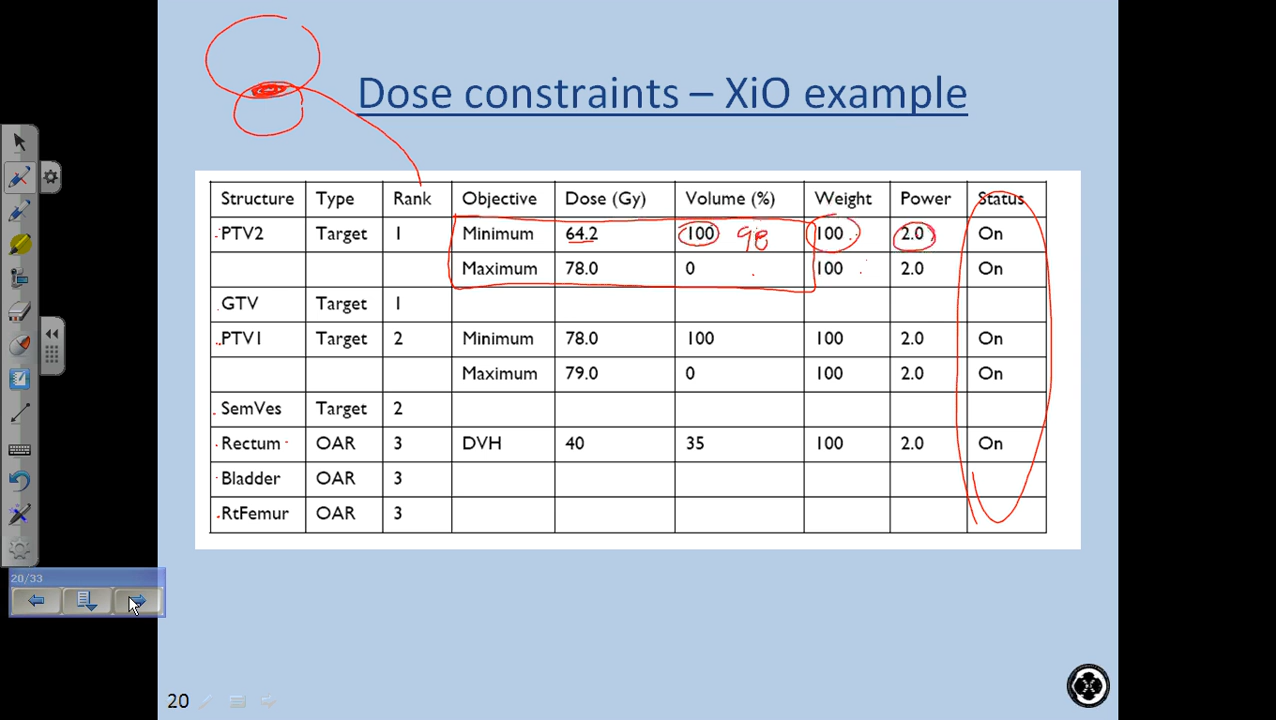 Dose constraints – XiO example
Structure Type Rank Objective Dose (Gy) Volume (%) Weight Power Status
PTV2 Target 1 Minimum 64.2 100 98 100 2.0 On
Maximum 78.0 0 100 2.0 On
GTV Target 1
PTV1 Target 2 Minimum 78.0 100 100 2.0 On
Maximum 79.0 0 100 2.0 On
SemVes Target 2
Rectum OAR 3 DVH 40 35 100 2.0 On
Bladder OAR 3
RtFemur OAR 3
20/33
20